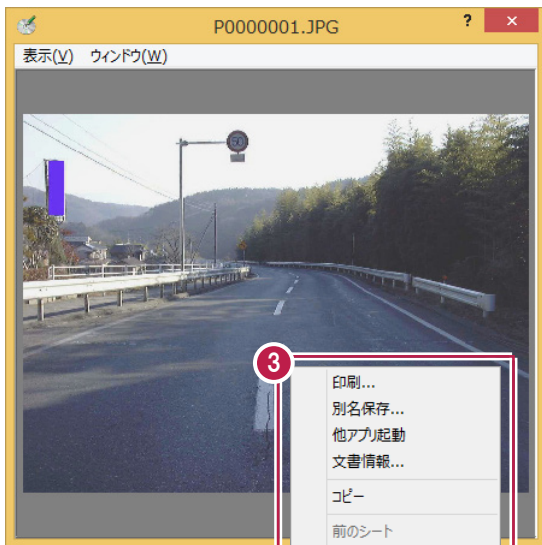 P0000001.JPG
? ×
表示(V) ウィンドウ(W)
3
印刷...
別名保存...
他アプリ起動
文書情報...
コピー
前のシート